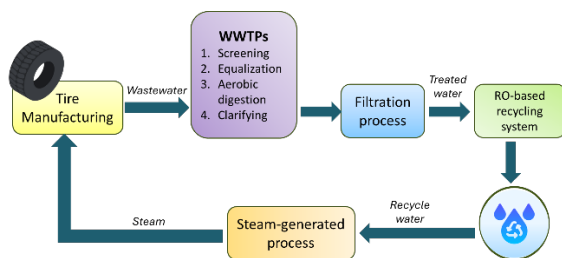 WWTPs
1. Screening
2. Equalization
3. Aerobic
digestion
4. Clarifying
Tire
Manufacturing
Wastewater
Filtration
process
Treated
water
RO-based
recycling
system
Recycle
water
Steam-generated
process
Steam